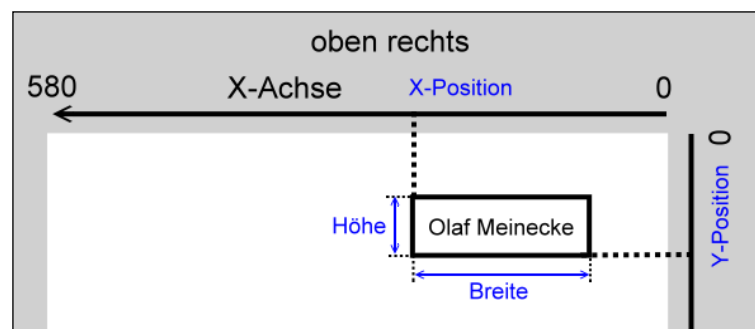 oben rechts
580 X-Achse X-Position 0
0
Höhe Olaf Meinecke
Y-Position
Breite